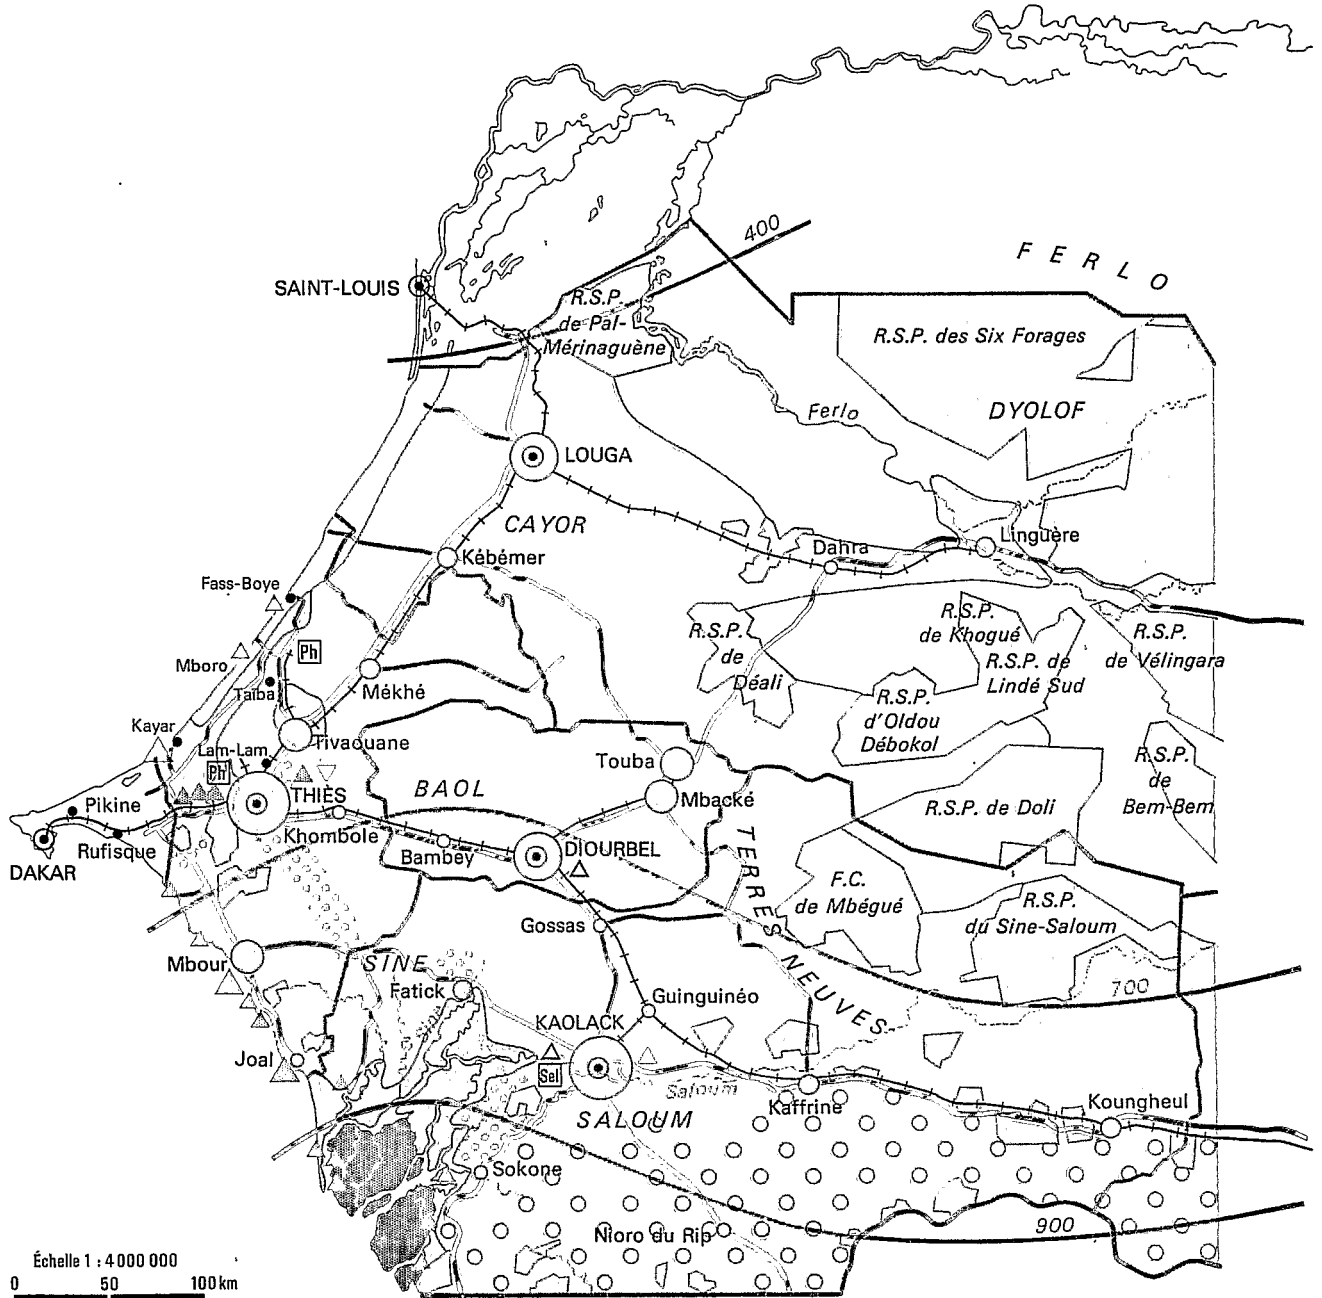 400
FERLO
SAINT-LOUIS
R.S.P.
de Pal-
Mérinaguène
R.S.P. des Six Forages
Ferlo
DYOLOF
LOUGA
CAYOR
Dahra
Linguère
Kébémer
Fass-Boye
R.S.P.
de Khogué
R.S.P.
de
Déali
R.S.P.
de Vélingara
Ph
Mboro
R.S.P. de
Lindé Sud
Taïba
Mékhé
R.S.P.
d'Oldou
Débokol
Kayar
Tivaouane
Lam-Lam
Ph
Touba
R.S.P.
de
Bem-Bem
THIÈS
BAOL
Mbacké
R.S.P. de Doli
Pikine
Khombole
Rufisque
Bambey
DIOURBEL
DAKAR
TERRES NEUVES
F.C.
de Mbégué
R.S.P.
du Sine-Saloum
Gossas
Mbour
SINE
Fatick
700
Sine
Guinguinéo
KAOLACK
Joal
Sel
Saloum
Kaffrine
Koungheul
SALOUM
Sokone
Nioro du Rip
900
Échelle 1 : 4 000 000
0 50 100 km